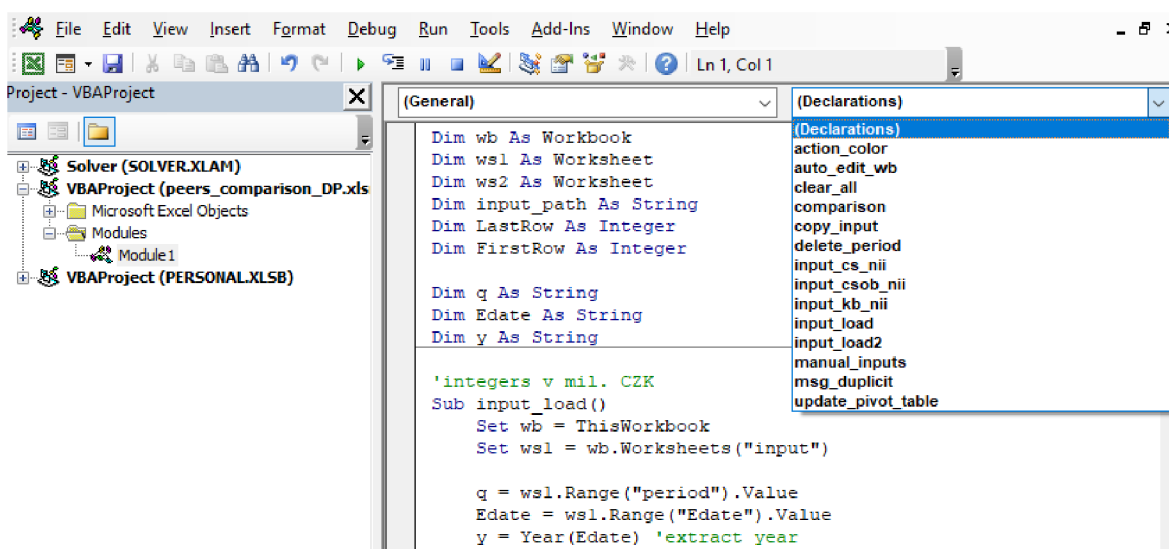 File Edit View Insert Format Debug Run Tools Add-Ins Window Help
Ln 1, Col 1
Project - VBAProject
Solver (SOLVER.XLAM)
VBAProject (peers_comparison_DP.xls
Microsoft Excel Objects
Modules
Module1
VBAProject (PERSONAL.XLSB)
(General)
(Declarations)
(Declarations)
action_color
auto_edit_wb
clear_all
comparison
copy_input
delete_period
input_cs_nii
input_csob_nii
input_kb_nii
input_load
input_load2
manual_inputs
msg_duplicit
update_pivot_table
Dim wb As Workbook
Dim ws1 As Worksheet
Dim ws2 As Worksheet
Dim input_path As String
Dim LastRow As Integer
Dim FirstRow As Integer
Dim q As String
Dim Edate As String
Dim y As String
'integers v mil. CZK
Sub input_load()
Set wb = ThisWorkbook
Set ws1 = wb.Worksheets("input")
q = ws1.Range("period").Value
Edate = ws1.Range("Edate").Value
y = Year(Edate) 'extract year